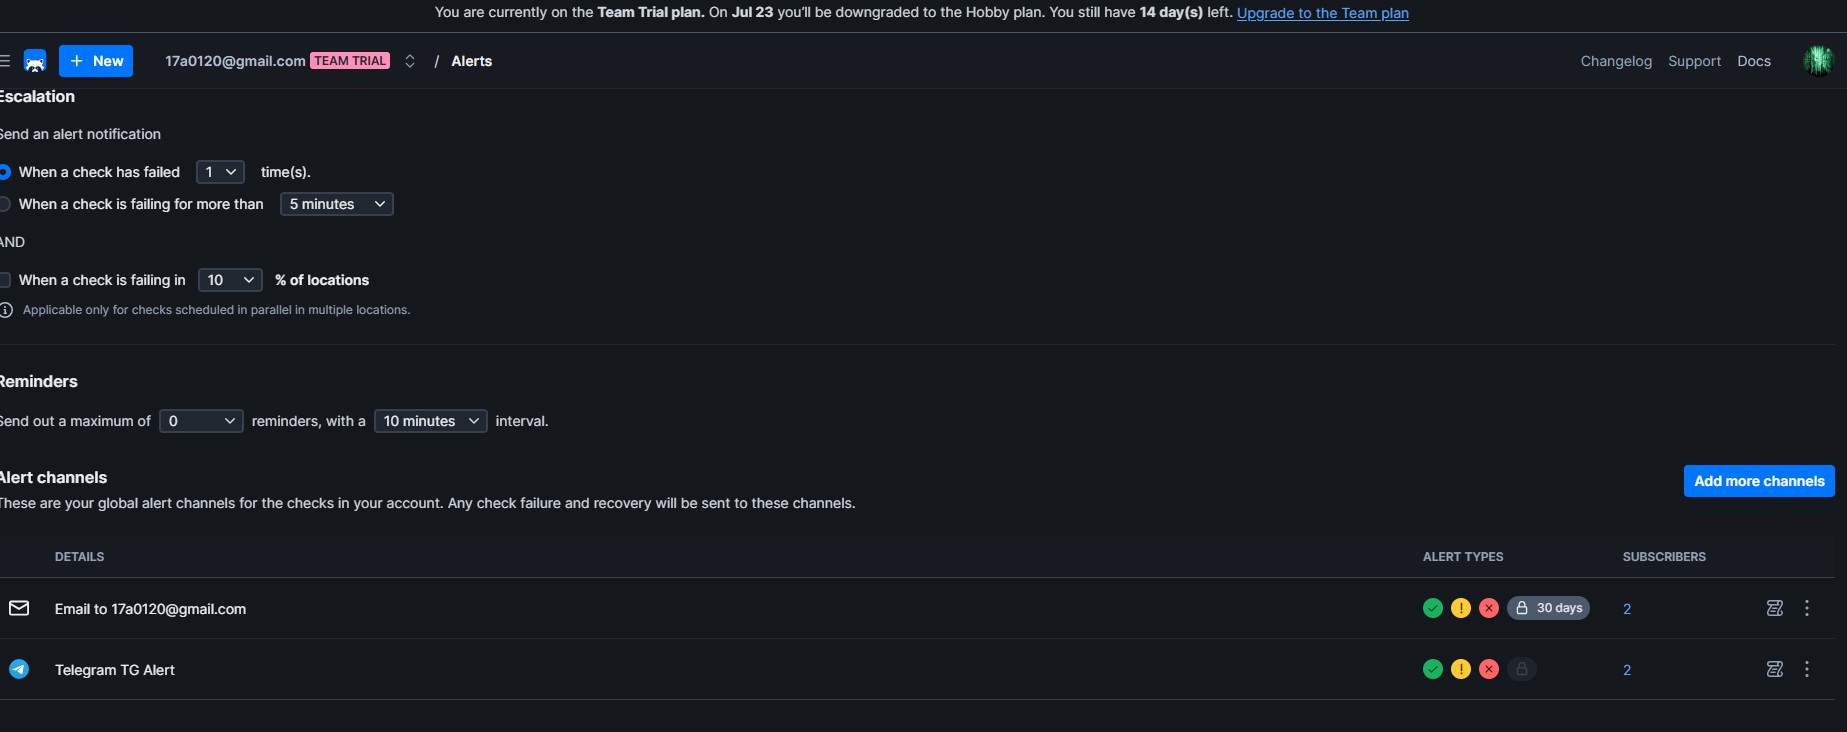 You are currently on the Team Trial plan. On Jul 23 you'll be downgraded to the Hobby plan. You still have 14 day(s) left. Upgrade to the Team plan
+ New 17a0120@gmail.com TEAM TRIAL / Alerts Changelog Support Docs
Escalation
Send an alert notification
When a check has failed 1 time(s).
When a check is failing for more than 5 minutes
AND
When a check is failing in 10 % of locations
Applicable only for checks scheduled in parallel in multiple locations.
Reminders
Send out a maximum of 0 reminders, with a 10 minutes interval.
Alert channels Add more channels
These are your global alert channels for the checks in your account. Any check failure and recovery will be sent to these channels.
DETAILS ALERT TYPES SUBSCRIBERS
Email to 17a0120@gmail.com 30 days 2
Telegram TG Alert 2